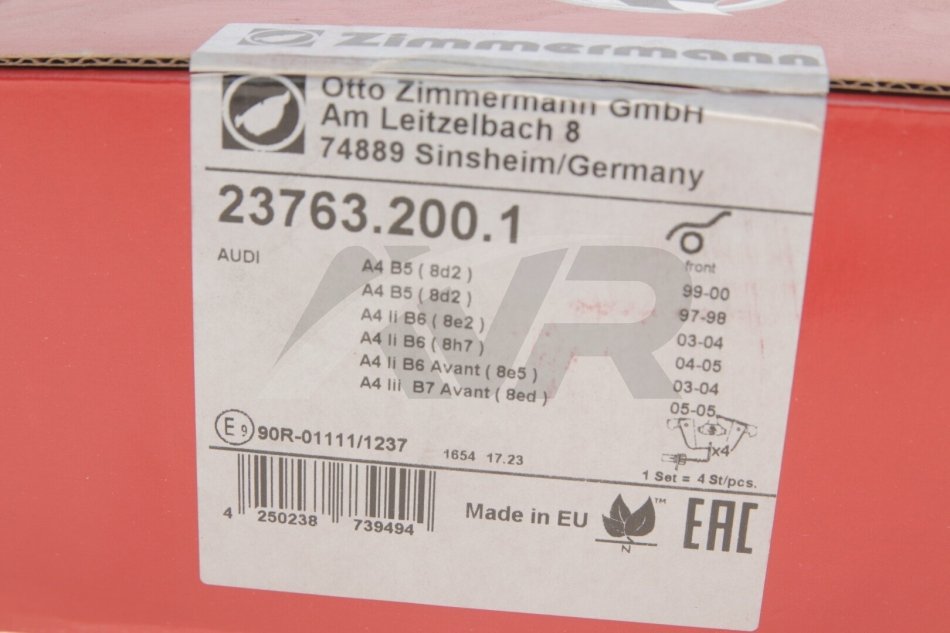 Zimmermann
Otto Zimmermann GmbH
Am Leitzelbach 8
74889 Sinsheim/Germany
23763.200.1
front
AUDI
A4 B5 ( 8d2 ) 99-00
A4 B5 ( 8d2 ) 97-98
A4 Ii B6 ( 8e2 ) 03-04
A4 Ii B6 ( 8h7 ) 04-05
A4 Ii B6 Avant ( 8e5 ) 03-04
A4 Iii B7 Avant ( 8ed ) 05-05
x4
E9 90R-01111/1237
1654 17.23
1 Set = 4 St/pcs.
4 250238 739494
Made in EU
TM
N
EAC
NR